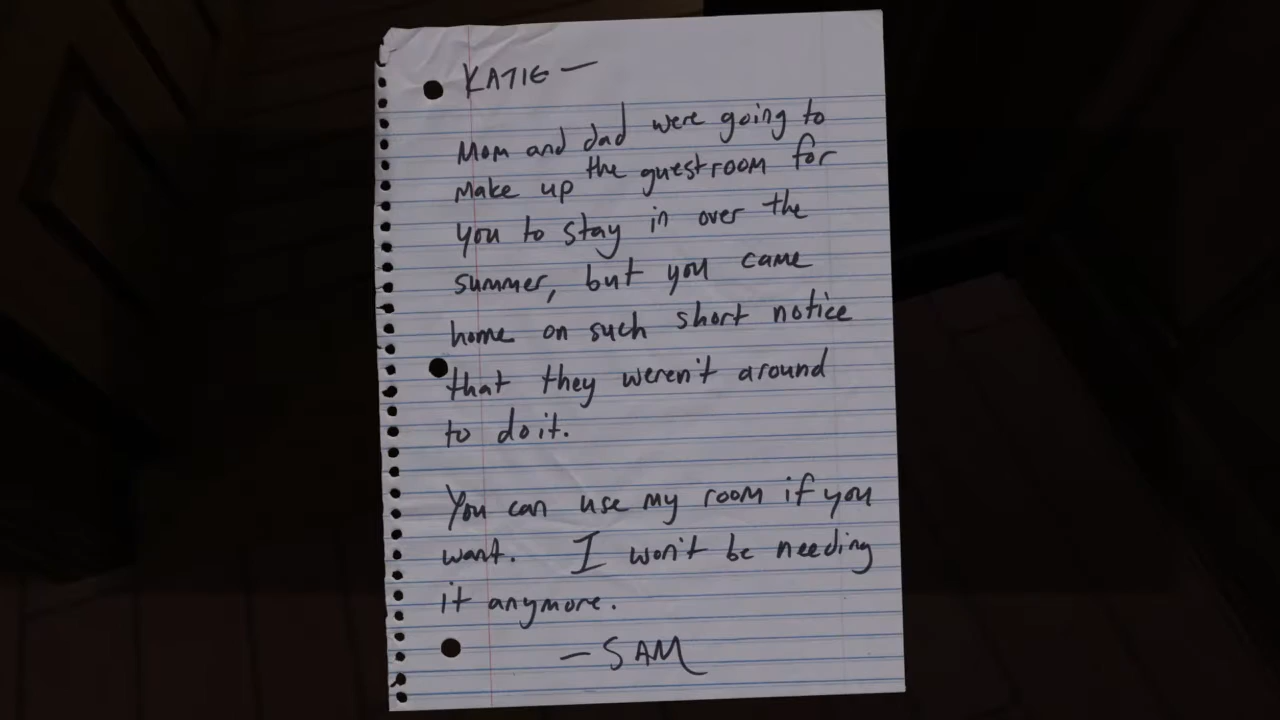 KATIE —
Mom and dad were going to
make up the guestroom for
you to stay in over the
summer, but you came
home on such short notice
that they weren't around
to do it.
You can use my room if you
want. I won't be needing
it anymore.
— SAM